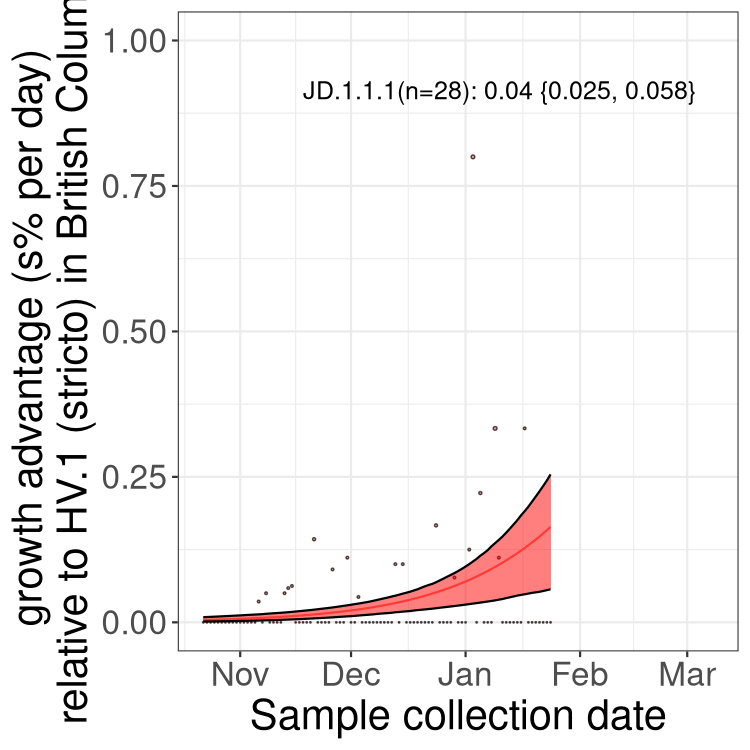 growth advantage (s% per day)
relative to HV.1 (stricto) in British Colum
1.00
0.75
0.50
0.25
0.00
JD.1.1.1(n=28): 0.04 {0.025, 0.058}
Nov Dec Jan Feb Mar
Sample collection date